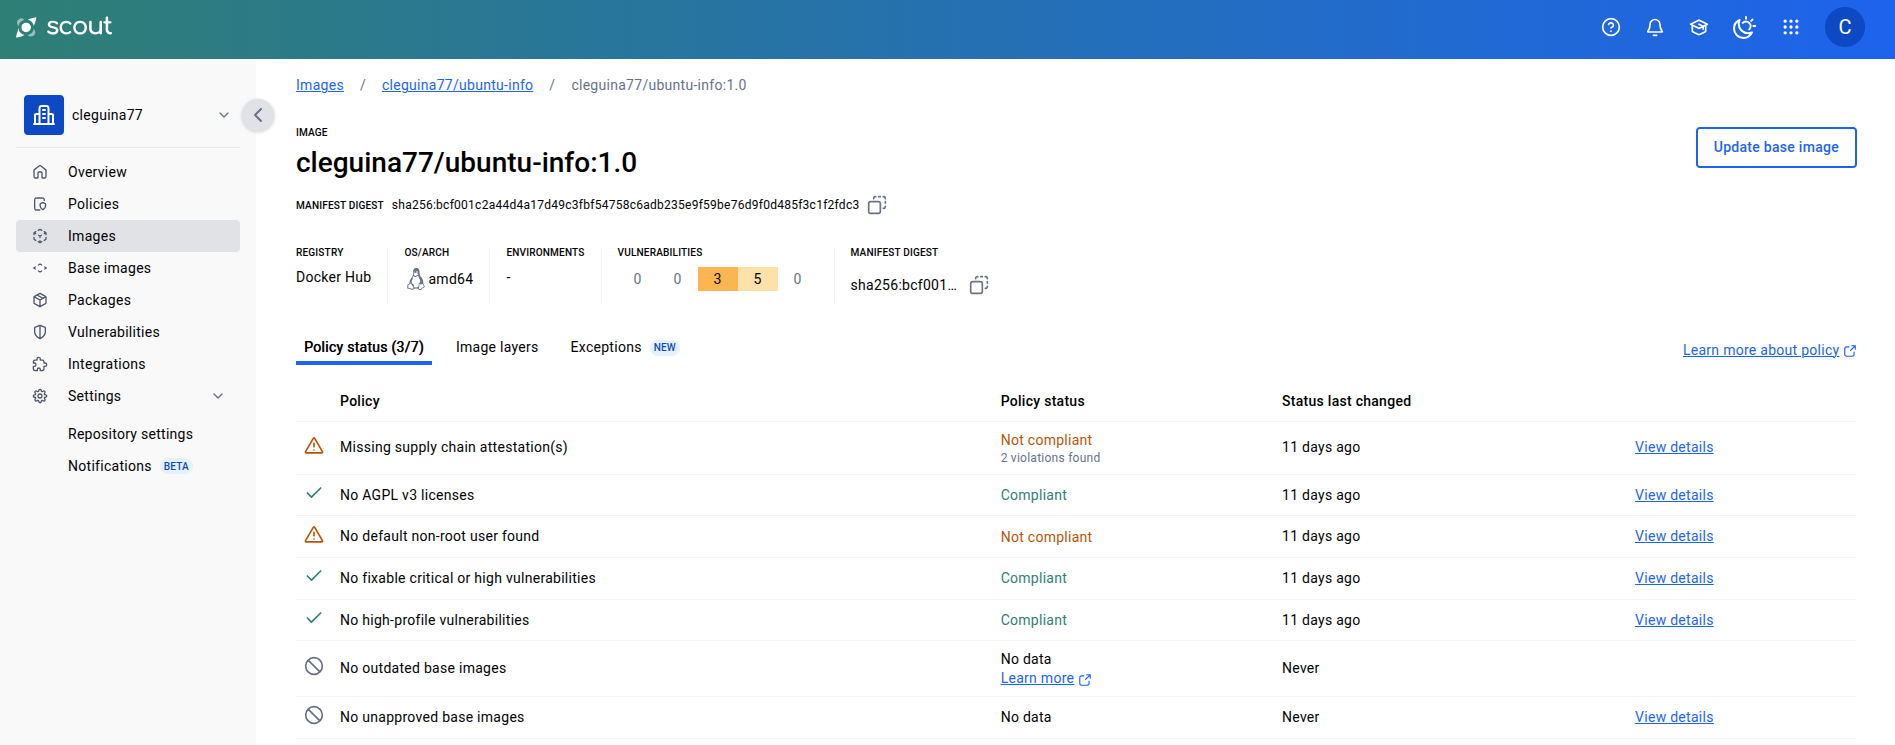 scout
C
cleguina77
Overview
Policies
Images
Base images
Packages
Vulnerabilities
Integrations
Settings
Repository settings
Notifications BETA
Images / cleguina77/ubuntu-info / cleguina77/ubuntu-info:1.0
IMAGE
cleguina77/ubuntu-info:1.0
Update base image
MANIFEST DIGEST sha256:bcf001c2a44d4a17d49c3fbf54758c6adb235e9f59be76d9f0d485f3c1f2fdc3
REGISTRY OS/ARCH ENVIRONMENTS VULNERABILITIES MANIFEST DIGEST
Docker Hub amd64 - 0 0 3 5 0 sha256:bcf001...
Policy status (3/7) Image layers Exceptions NEW
Learn more about policy
Policy Policy status Status last changed
Missing supply chain attestation(s) Not compliant 11 days ago View details
2 violations found
No AGPL v3 licenses Compliant 11 days ago View details
No default non-root user found Not compliant 11 days ago View details
No fixable critical or high vulnerabilities Compliant 11 days ago View details
No high-profile vulnerabilities Compliant 11 days ago View details
No outdated base images No data Never
Learn more
No unapproved base images No data Never View details